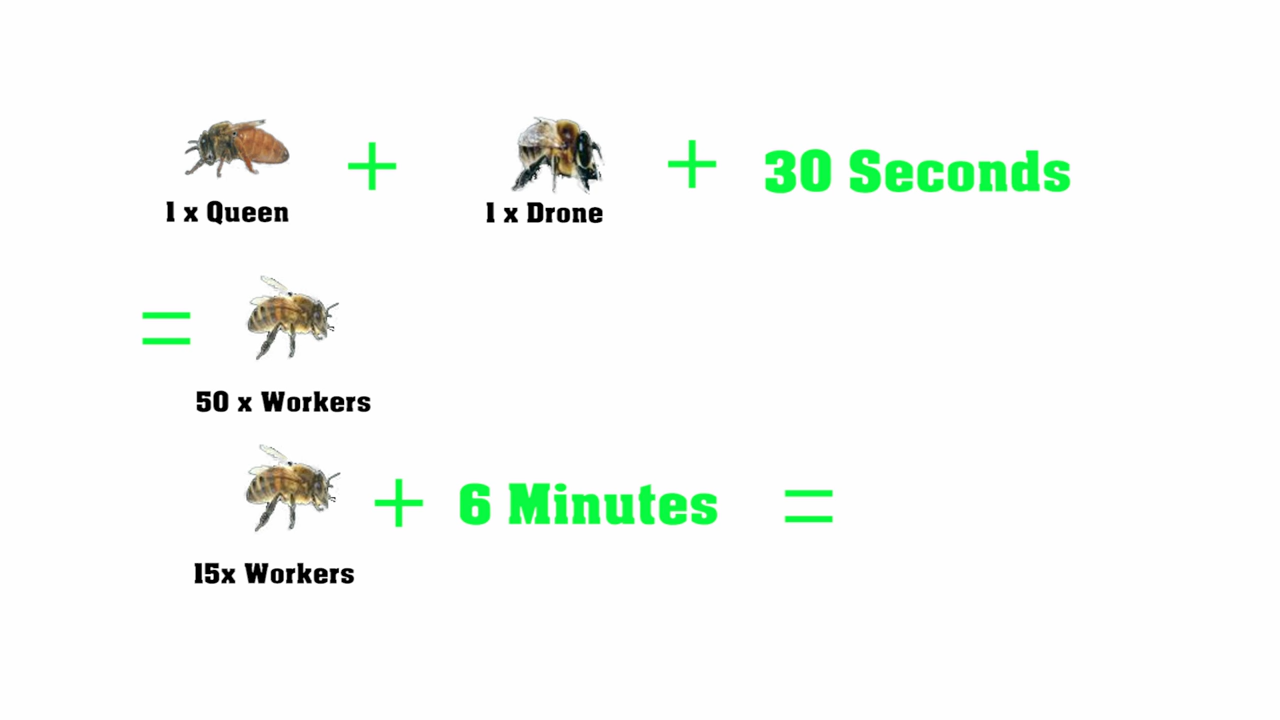 + + 30 Seconds
1 x Queen 1 x Drone
=
50 x Workers
+ 6 Minutes =
15x Workers